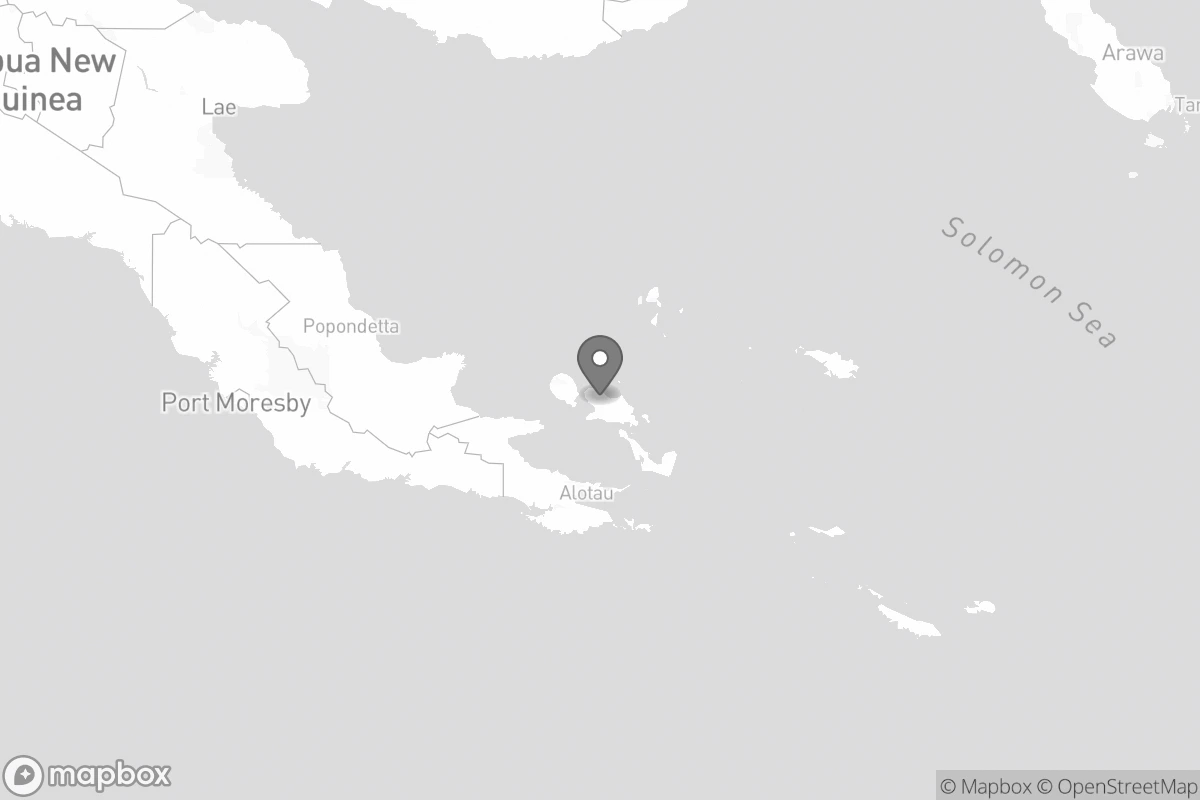 pua New
uinea
Lae
Arawa
Tar
Solomon Sea
Popondetta
Port Moresby
Alotau
mapbox
© Mapbox © OpenStreetMap